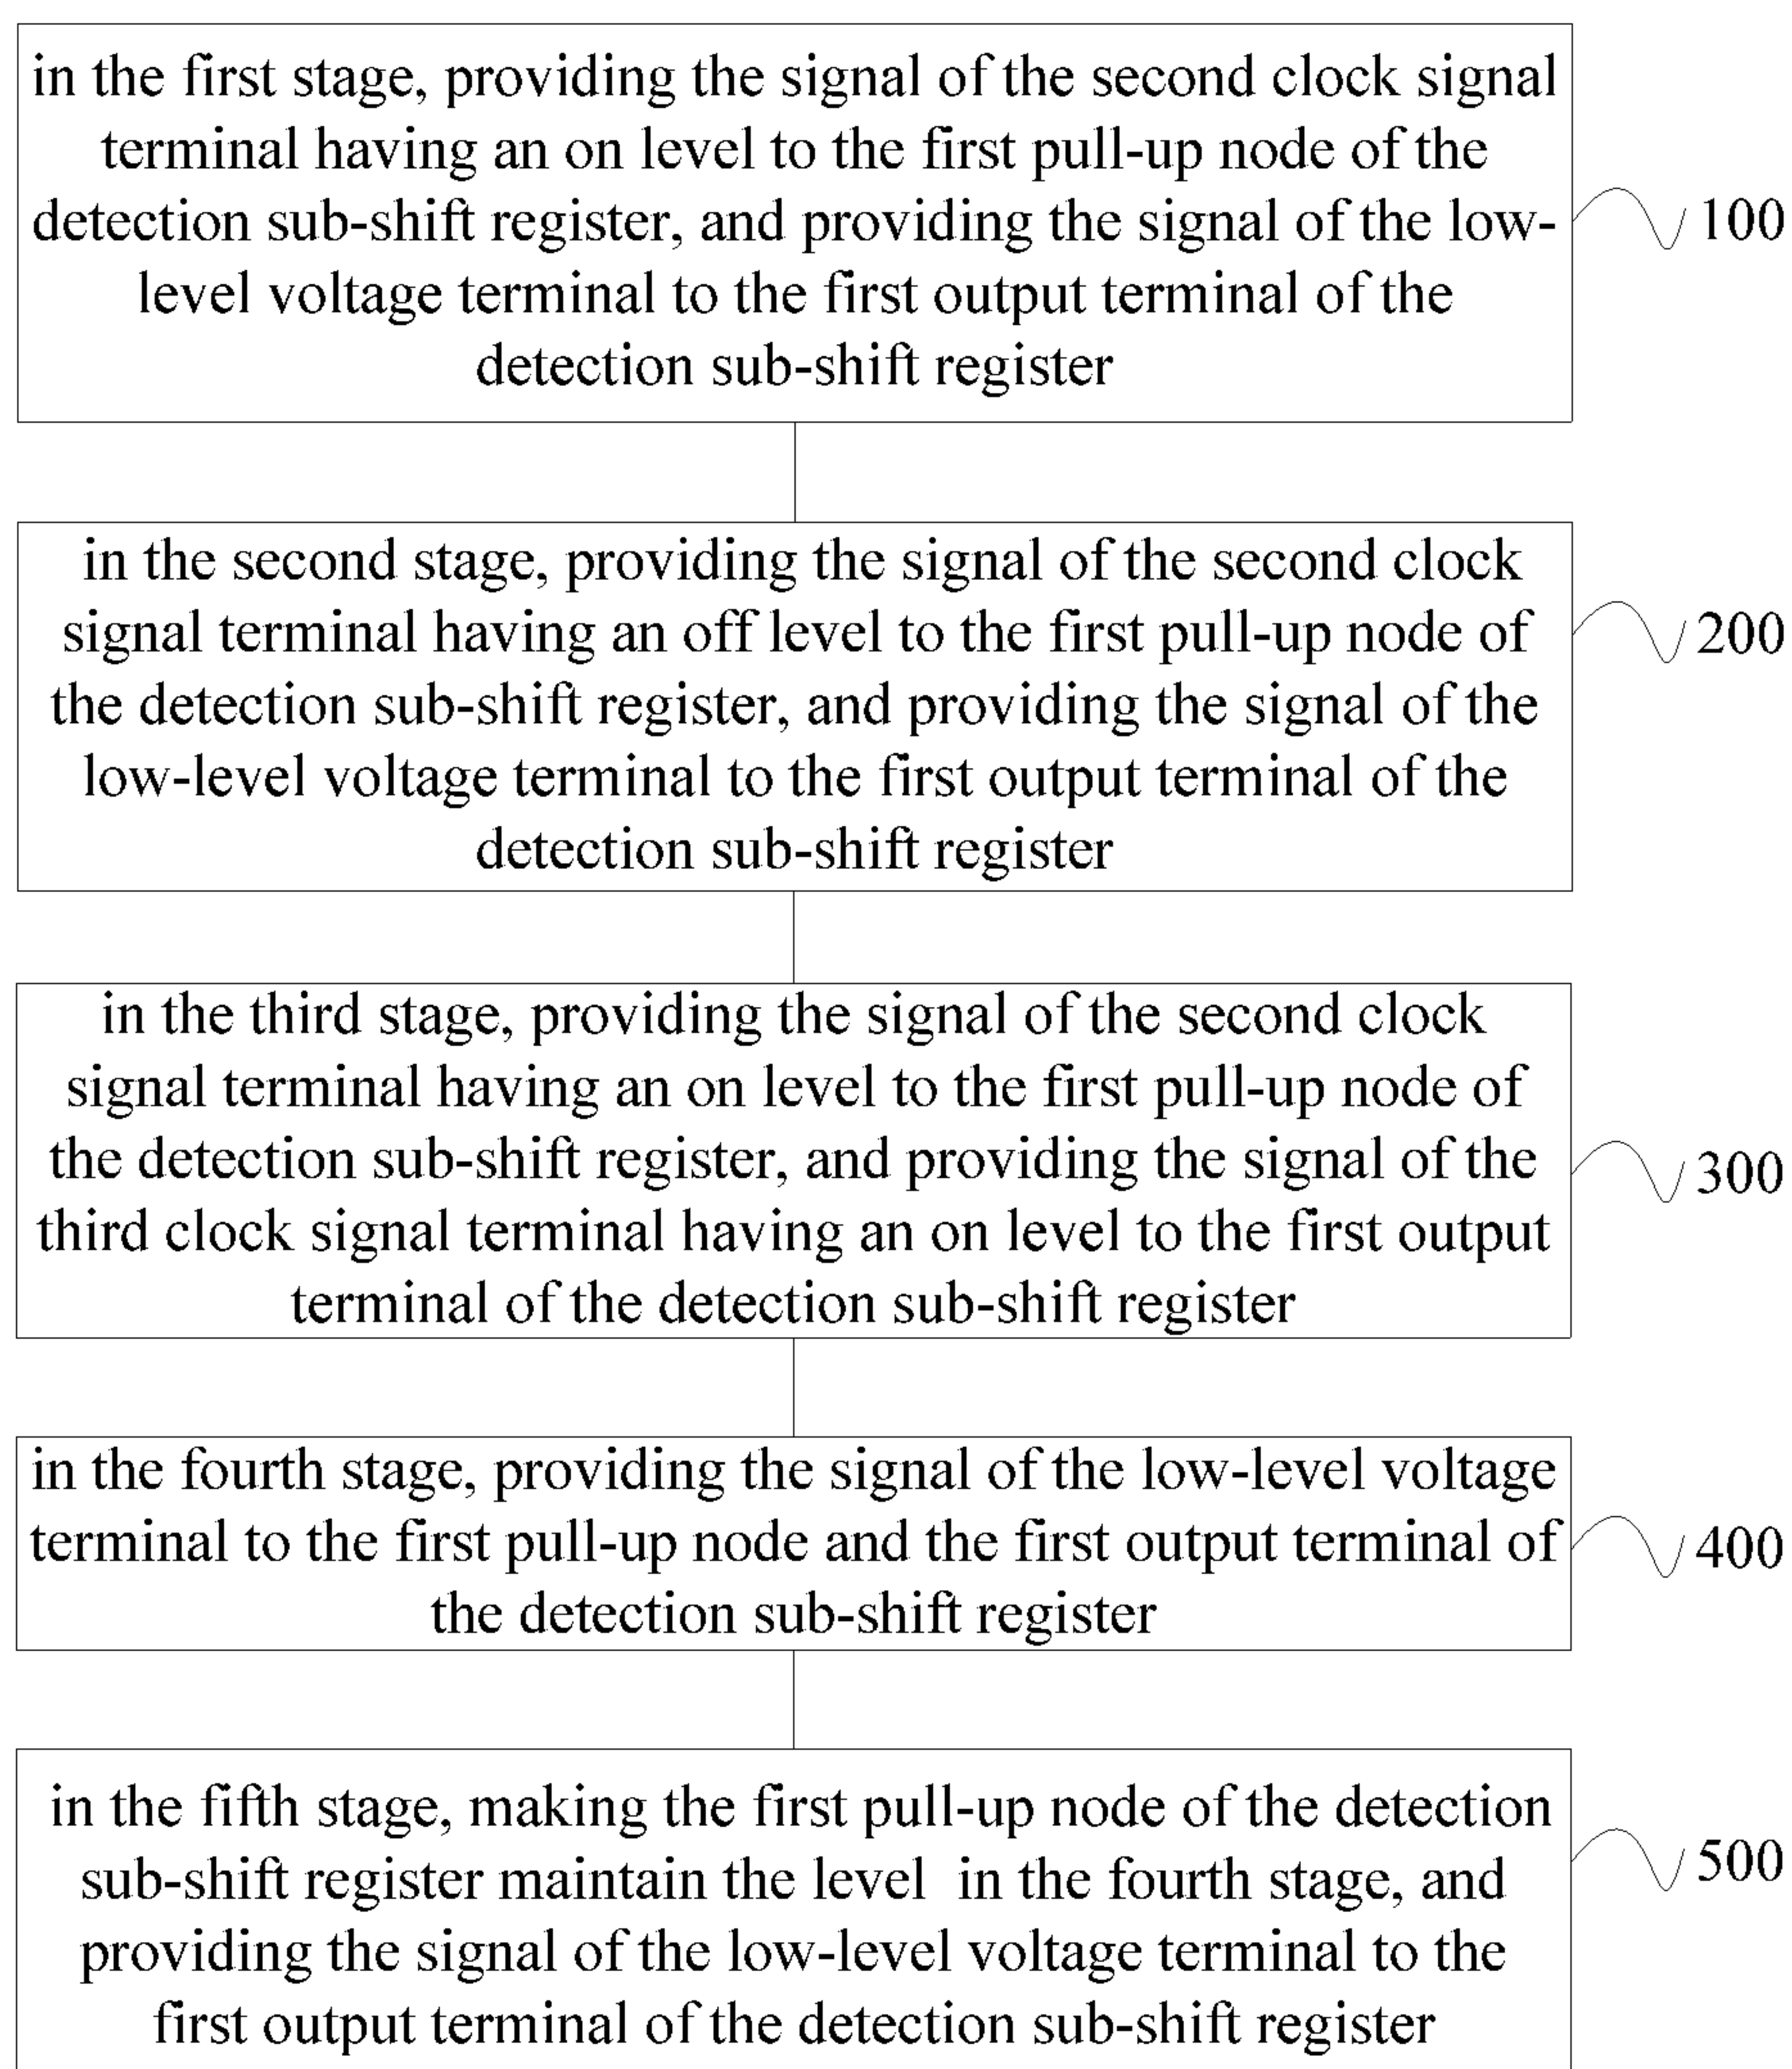 in the first stage, providing the signal of the second clock signal
terminal having an on level to the first pull-up node of the
detection sub-shift register, and providing the signal of the low-
level voltage terminal to the first output terminal of the
detection sub-shift register
100
in the second stage, providing the signal of the second clock
signal terminal having an off level to the first pull-up node of
the detection sub-shift register, and providing the signal of the
low-level voltage terminal to the first output terminal of the
detection sub-shift register
200
in the third stage, providing the signal of the second clock
signal terminal having an on level to the first pull-up node of
the detection sub-shift register, and providing the signal of the
third clock signal terminal having an on level to the first output
terminal of the detection sub-shift register
300
in the fourth stage, providing the signal of the low-level voltage
terminal to the first pull-up node and the first output terminal of
the detection sub-shift register
400
in the fifth stage, making the first pull-up node of the detection
sub-shift register maintain the level in the fourth stage, and
providing the signal of the low-level voltage terminal to the
first output terminal of the detection sub-shift register
500